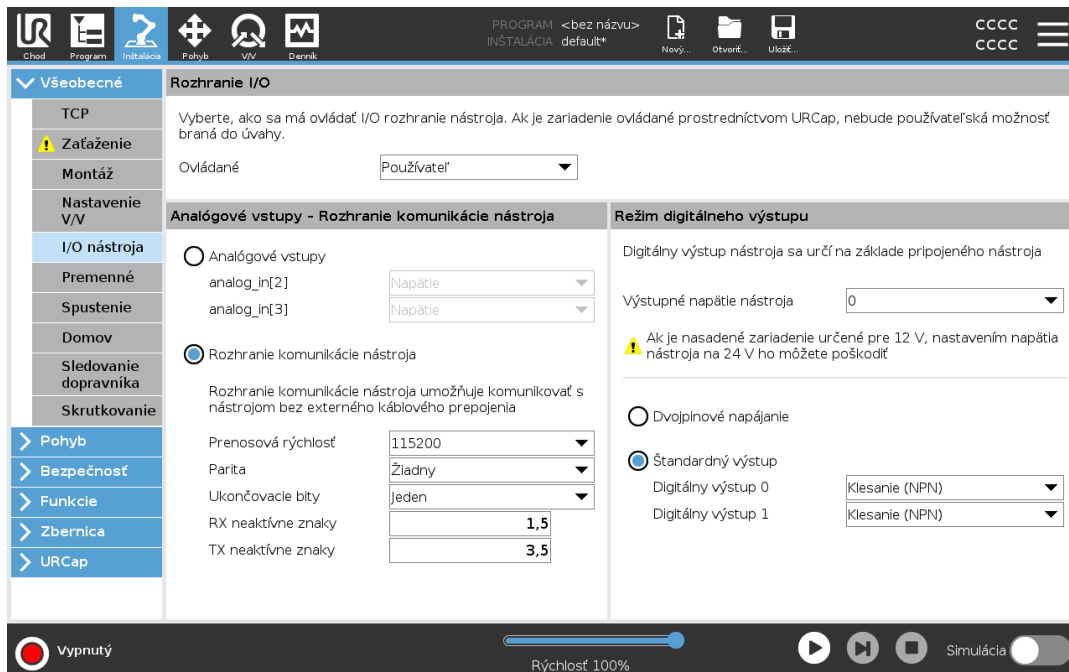 PROGRAM <bez názvu>
INŠTALÁCIA default*
CCCC
CCCC
Chod Program Inštalácia Pohyb V/V Denník Nový... Otvoriť... Uložiť...
Všeobecné
TCP
Zaťaženie
Montáž
Nastavenie
V/V
I/O nástroja
Premenné
Spustenie
Domov
Sledovanie
dopravníka
Skrutkovanie
Pohyb
Bezpečnosť
Funkcie
Zbernica
URCap
Rozhranie I/O
Vyberte, ako sa má ovládať I/O rozhranie nástroja. Ak je zariadenie ovládané prostredníctvom URCap, nebude používateľská možnosť
braná do úvahy.
Ovládané Používateľ
Analógové vstupy - Rozhranie komunikácie nástroja
Analógové vstupy
analog_in[2] Napätie
analog_in[3] Napätie
Rozhranie komunikácie nástroja
Rozhranie komunikácie nástroja umožňuje komunikovať s
nástrojom bez externého káblového prepojenia
Prenosová rýchlosť 115200
Parita Žiadny
Ukončovacie bity Jeden
RX neaktívne znaky 1,5
TX neaktívne znaky 3,5
Režim digitálneho výstupu
Digitálny výstup nástroja sa určí na základe pripojeného nástroja
Výstupné napätie nástroja 0
Ak je nasadené zariadenie určené pre 12 V, nastavením napätia
nástroja na 24 V ho môžete poškodiť
Dvojpinové napájanie
Štandardný výstup
Digitálny výstup 0 Klesanie (NPN)
Digitálny výstup 1 Klesanie (NPN)
Vypnutý
Rýchlosť 100%
Simulácia